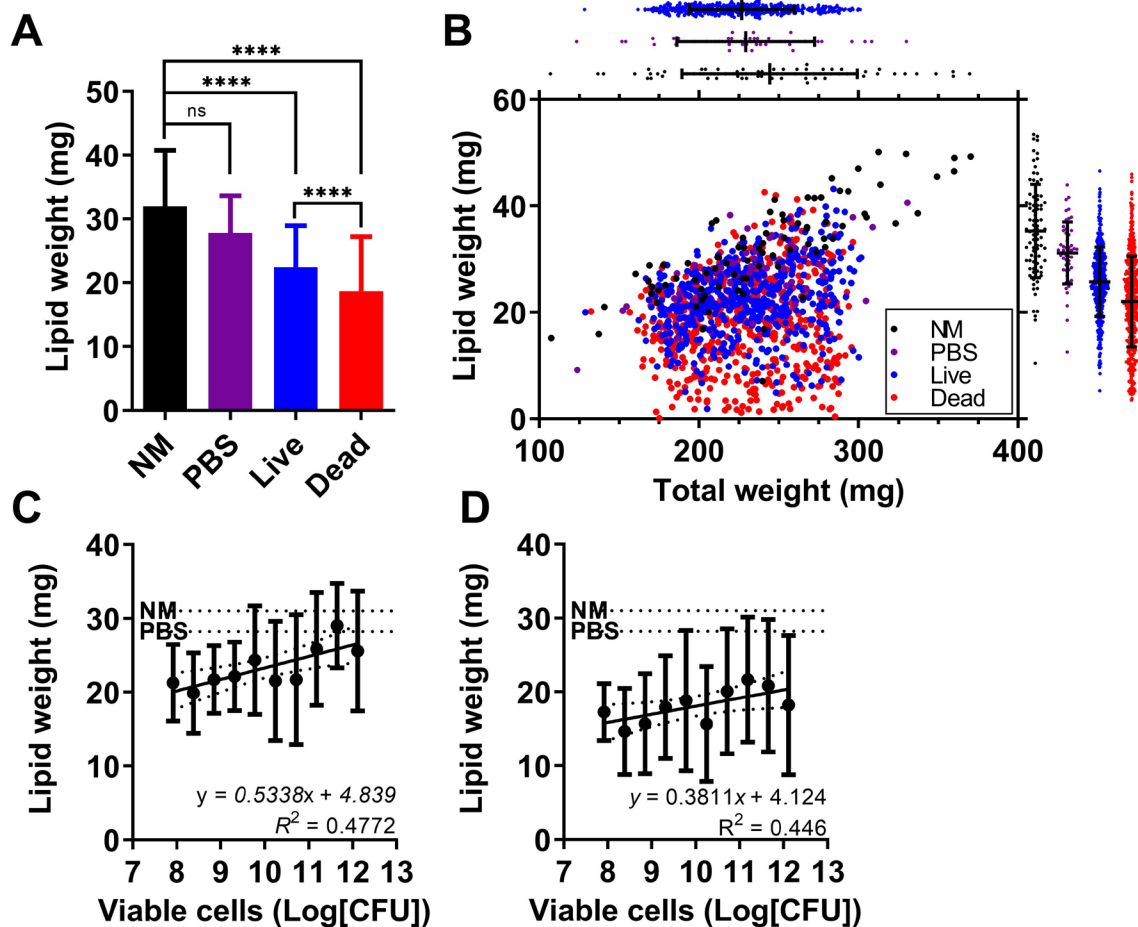 A
****
****
ns
****
Lipid weight (mg)
50
40
30
20
10
0
NM
PBS
Live
Dead
B
Lipid weight (mg)
60
40
20
0
NM
PBS
Live
Dead
100
200
300
400
Total weight (mg)
C
Lipid weight (mg)
40
30
20
10
0
NM
PBS
y = 0.5338x + 4.839
R² = 0.4772
7 8 9 10 11 12 13
Viable cells (Log[CFU])
D
Lipid weight (mg)
40
30
20
10
0
NM
PBS
y = 0.3811x + 4.124
R² = 0.446
7 8 9 10 11 12 13
Viable cells (Log[CFU])